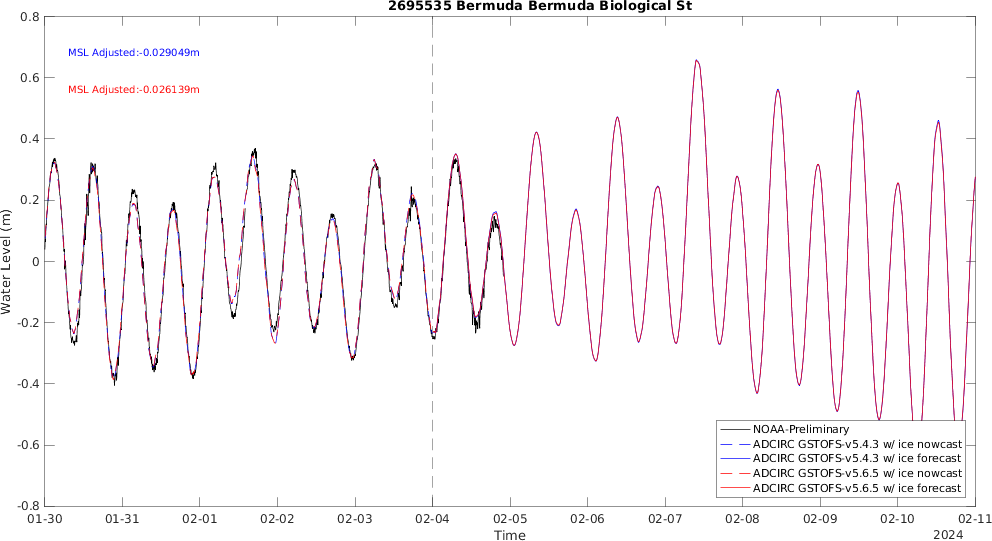 2695535 Bermuda Bermuda Biological St
0.8
0.6
0.4
0.2
0
-0.2
-0.4
-0.6
-0.8
Water Level (m)
MSL Adjusted:-0.029049m
MSL Adjusted:-0.026139m
NOAA-Preliminary
ADCIRC GSTOFS-v5.4.3 w/ ice nowcast
ADCIRC GSTOFS-v5.4.3 w/ ice forecast
ADCIRC GSTOFS-v5.6.5 w/ ice nowcast
ADCIRC GSTOFS-v5.6.5 w/ ice forecast
01-30 01-31 02-01 02-02 02-03 02-04 02-05 02-06 02-07 02-08 02-09 02-10 02-11
Time
2024